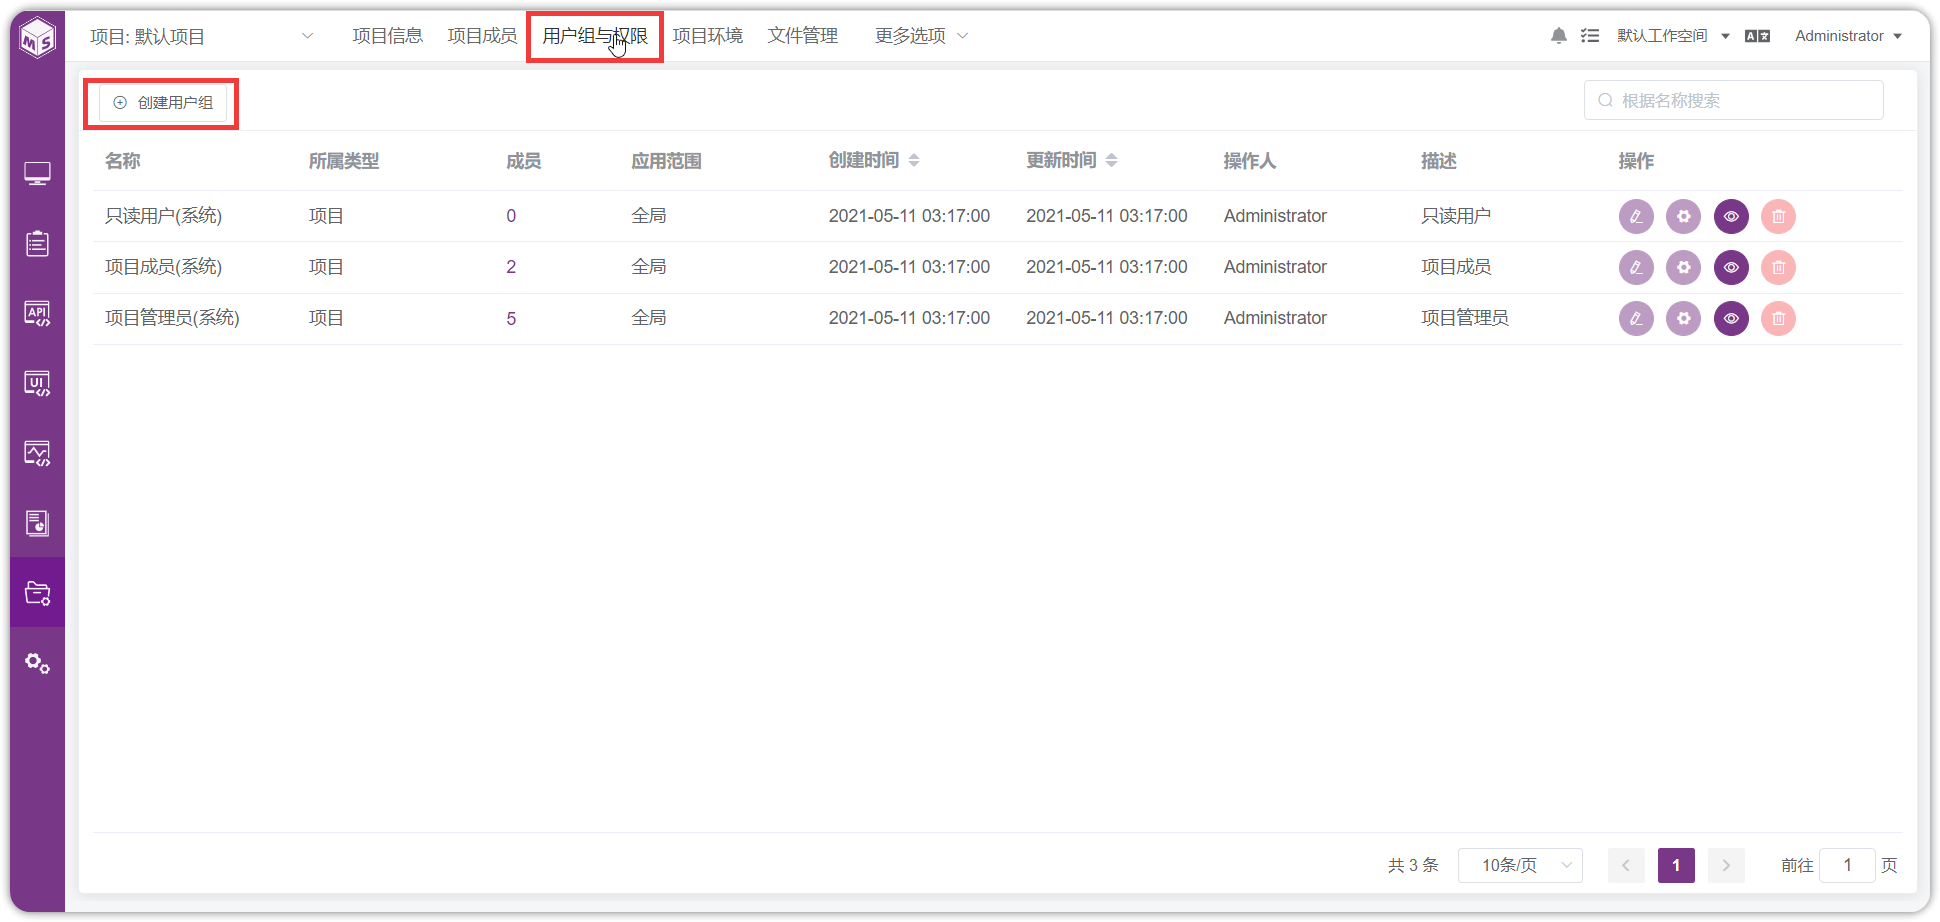 MS
项目: 默认项目 项目信息 项目成员 用户组与权限 项目环境 文件管理 更多选项 默认工作空间 A文 Administrator
创建用户组 根据名称搜索
名称 所属类型 成员 应用范围 创建时间 更新时间 操作人 描述 操作
只读用户(系统) 项目 0 全局 2021-05-11 03:17:00 2021-05-11 03:17:00 Administrator 只读用户
项目成员(系统) 项目 2 全局 2021-05-11 03:17:00 2021-05-11 03:17:00 Administrator 项目成员
API
项目管理员(系统) 项目 5 全局 2021-05-11 03:17:00 2021-05-11 03:17:00 Administrator 项目管理员
UI
共 3 条 10条/页 1 前往 1 页